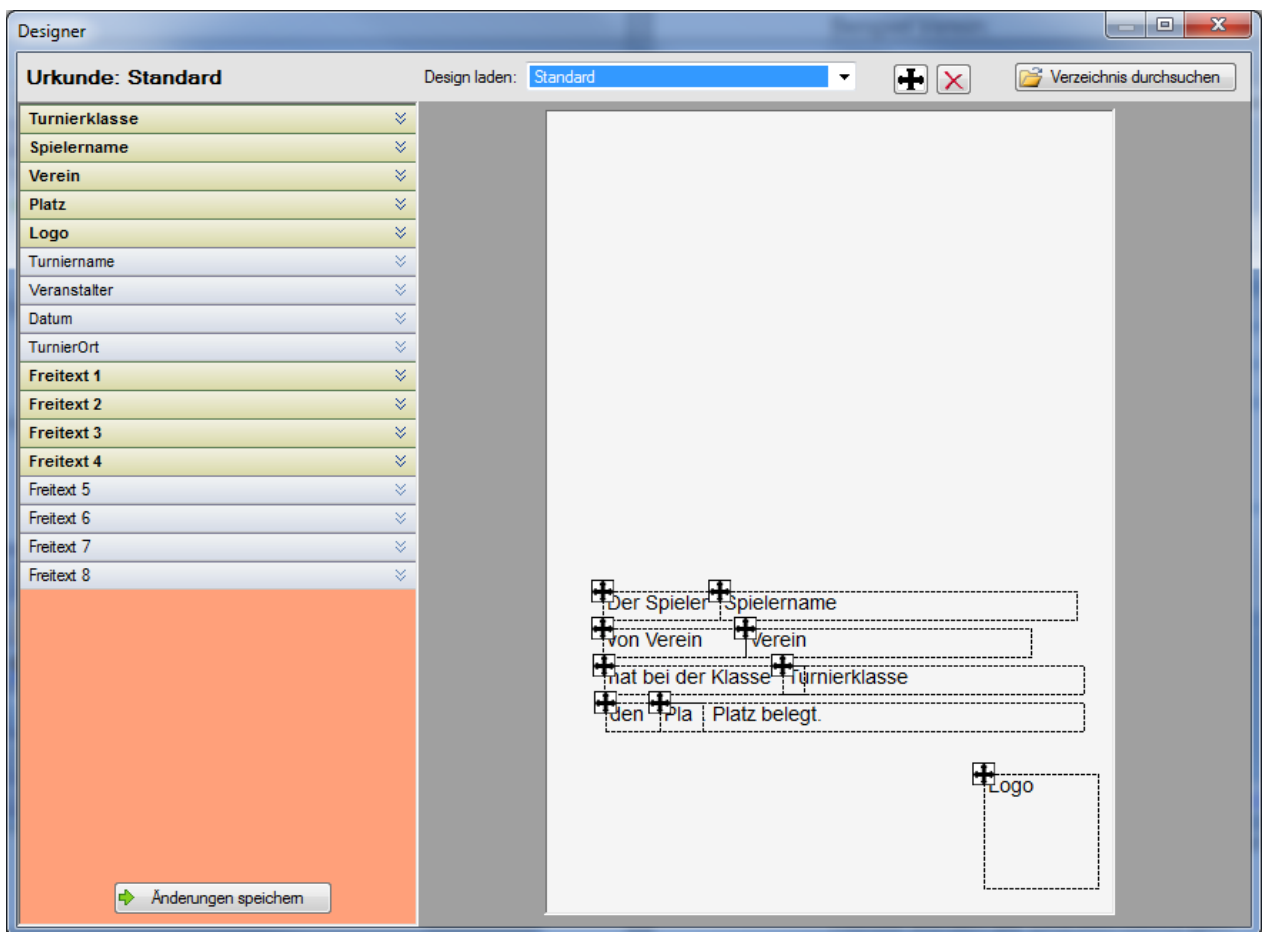 Designer
Urkunde: Standard
Design laden: Standard
Verzeichnis durchsuchen
Turnierklasse
Spielername
Verein
Platz
Logo
Turniername
Veranstalter
Datum
TurnierOrt
Freitext 1
Freitext 2
Freitext 3
Freitext 4
Freitext 5
Freitext 6
Freitext 7
Freitext 8
Änderungen speichern
Der Spieler Spielername
von Verein Verein
hat bei der Klasse Turnierklasse
den Pla Platz belegt.
Logo